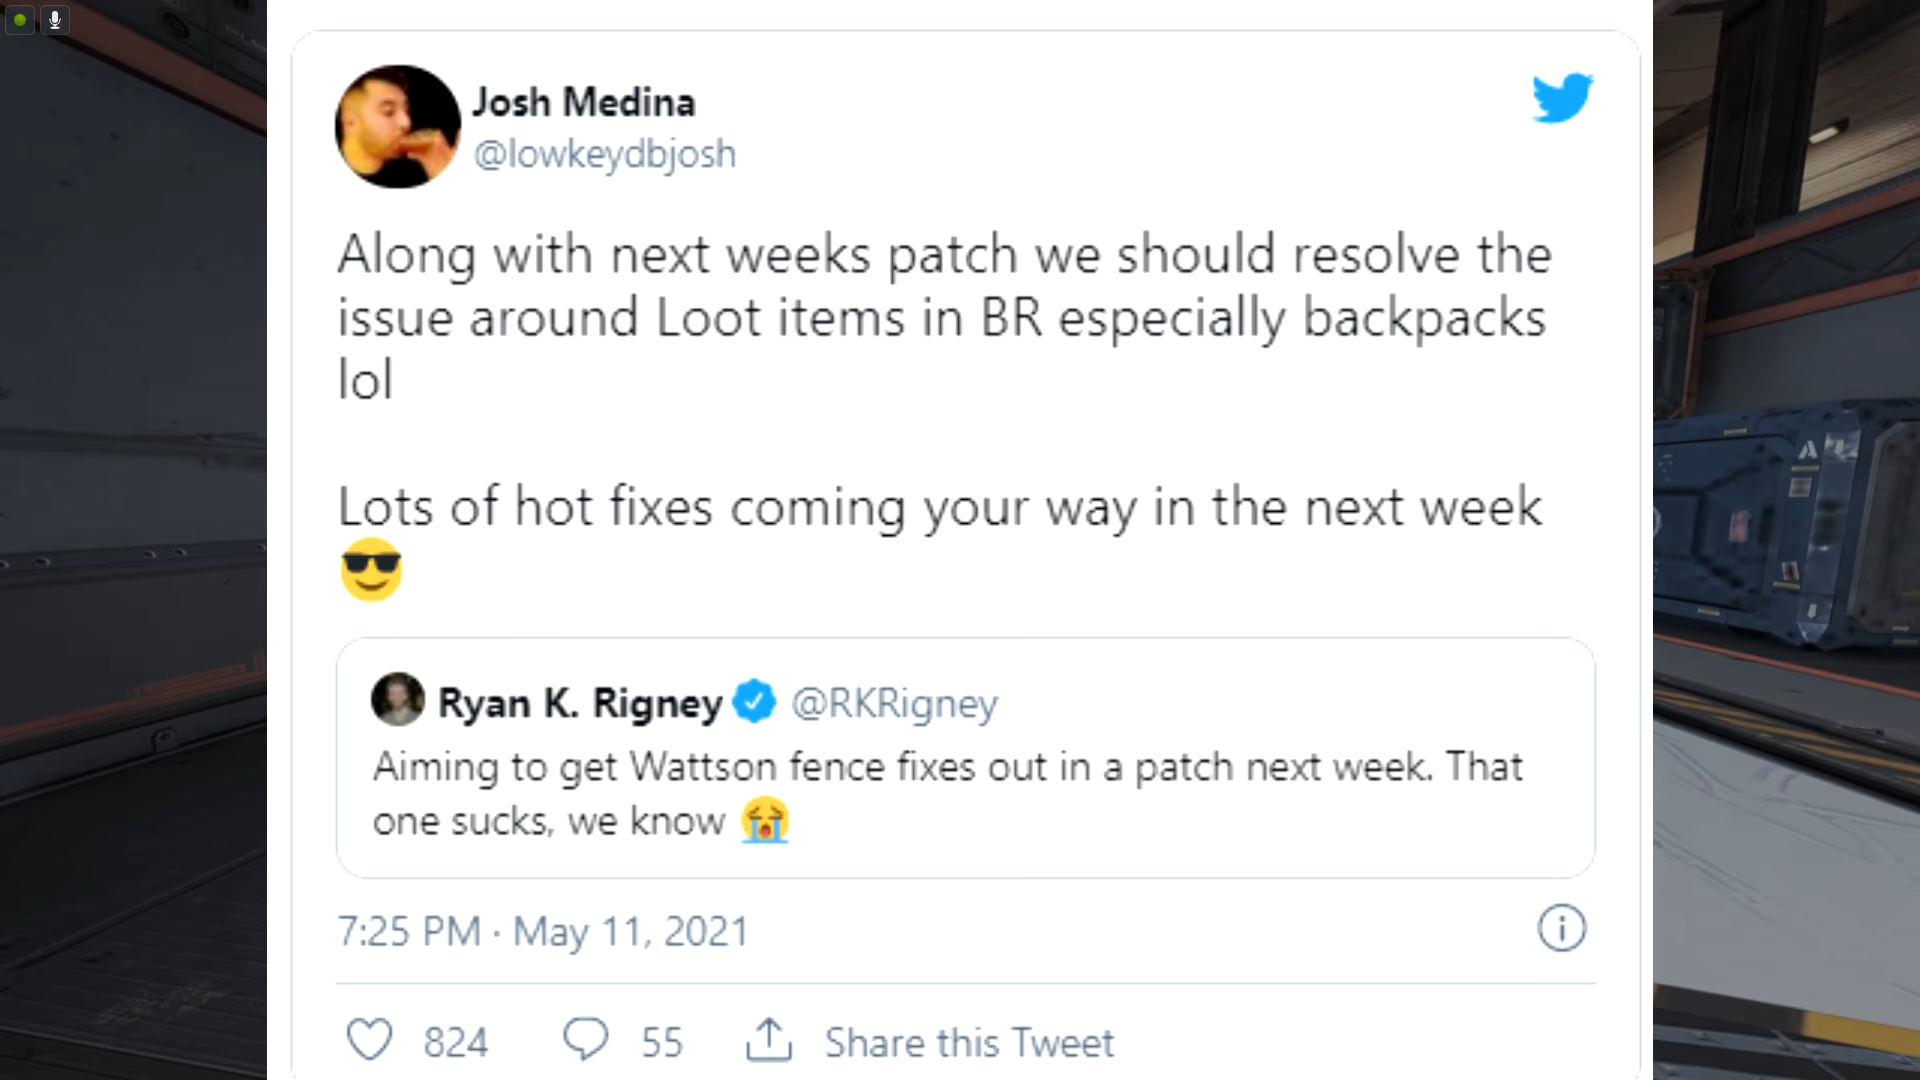 Josh Medina
@lowkeydbjosh
Along with next weeks patch we should resolve the
issue around Loot items in BR especially backpacks
lol
Lots of hot fixes coming your way in the next week
😎
Ryan K. Rigney @RKRigney
Aiming to get Wattson fence fixes out in a patch next week. That
one sucks, we know 😭
7:25 PM · May 11, 2021
824 55 Share this Tweet